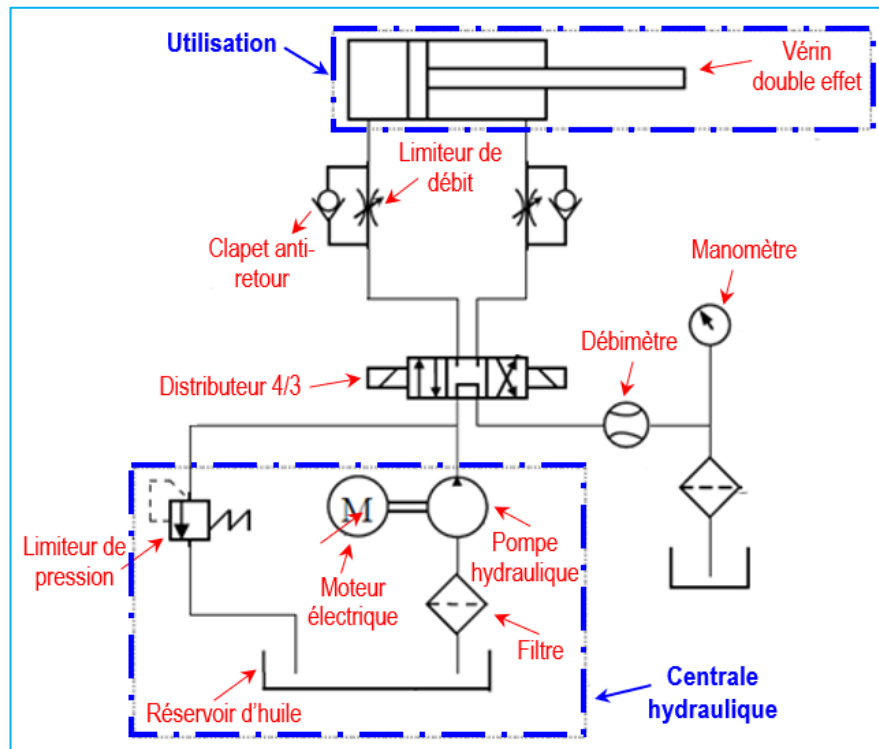 Utilisation
Vérin
double effet
Limiteur de
débit
Clapet anti-
retour
Manomètre
Débimètre
Distributeur 4/3
M
Limiteur de
pression
Moteur
électrique
Pompe
hydraulique
Filtre
Réservoir d'huile
Centrale
hydraulique